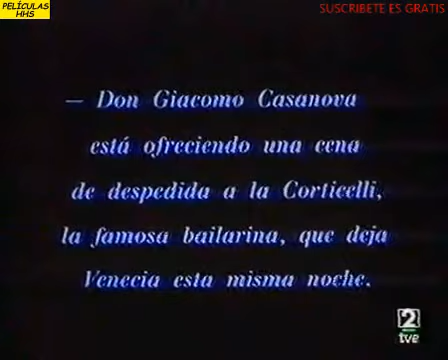 PELÍCULAS
HHS
SUSCRIBETE ES GRATIS
— Don Giacomo Casanova
está ofreciendo una cena
de despedida a la Corticelli,
la famosa bailarina, que deja
Venecia esta misma noche.
2
tve